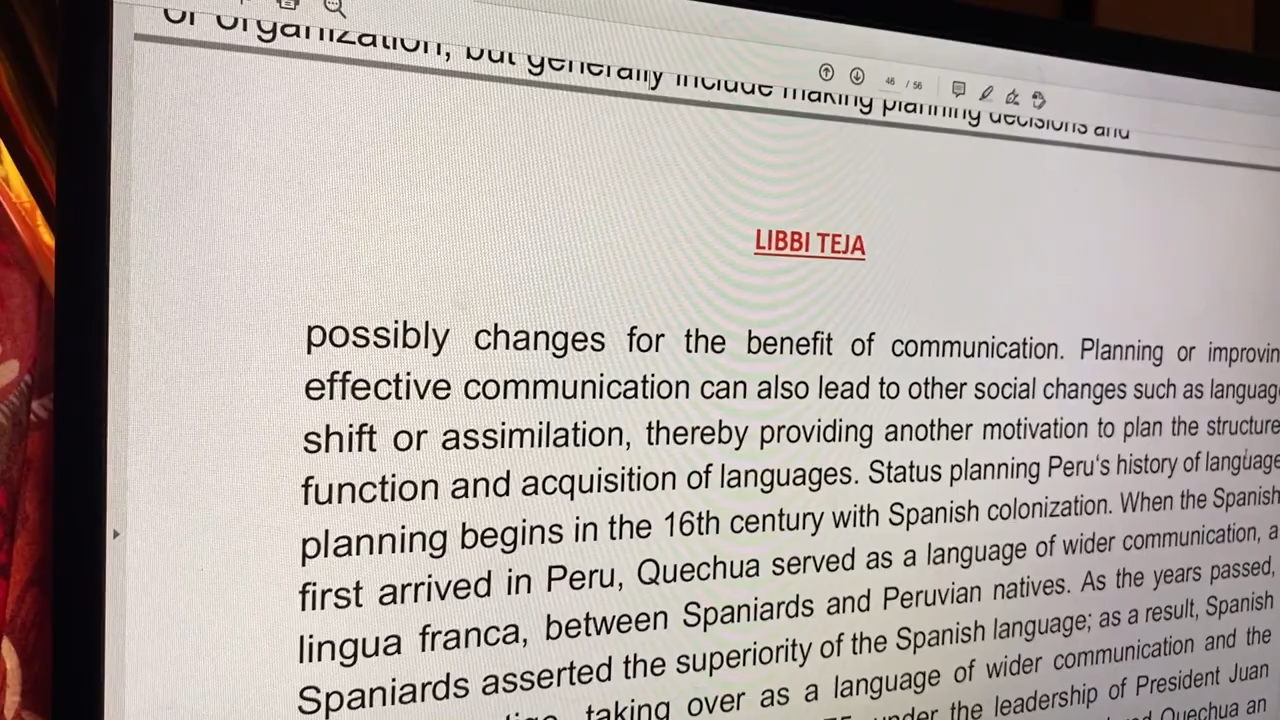 or organization, but generally include making planning decisions and
46 / 56
LIBBI TEJA
possibly changes for the benefit of communication. Planning or improvin
effective communication can also lead to other social changes such as languag
shift or assimilation, thereby providing another motivation to plan the structure
function and acquisition of languages. Status planning Peru's history of language
planning begins in the 16th century with Spanish colonization. When the Spanish
first arrived in Peru, Quechua served as a language of wider communication, a
lingua franca, between Spaniards and Peruvian natives. As the years passed,
Spaniards asserted the superiority of the Spanish language; as a result, Spanish
taking over as a language of wider communication and the
under the leadership of President Juan
Quechua an